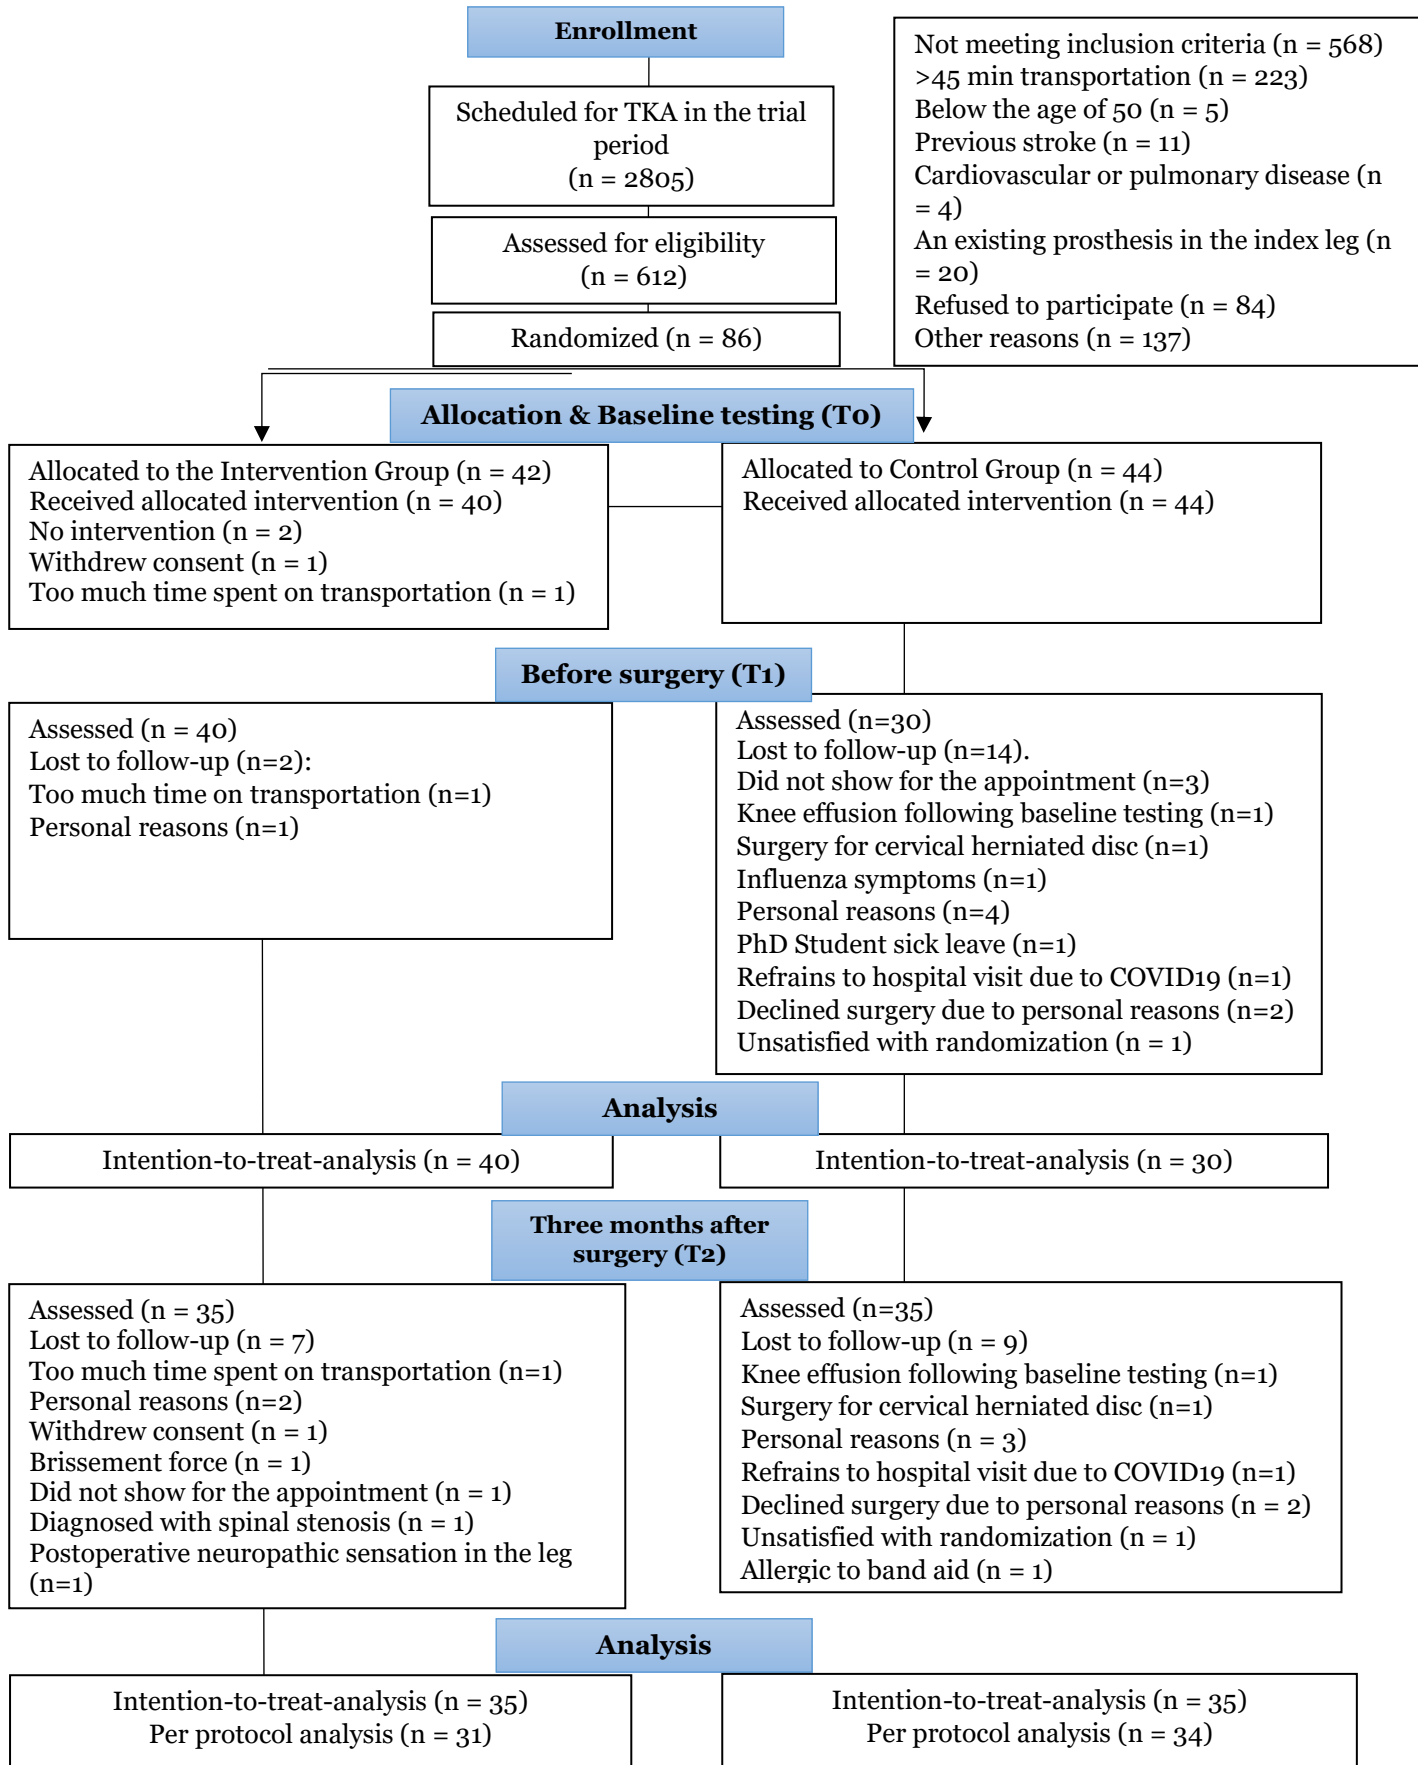 Enrollment
Scheduled for TKA in the trial
period
(n = 2805)
Assessed for eligibility
(n = 612)
Randomized (n = 86)
Not meeting inclusion criteria (n = 568)
>45 min transportation (n = 223)
Below the age of 50 (n = 5)
Previous stroke (n = 11)
Cardiovascular or pulmonary disease (n
= 4)
An existing prosthesis in the index leg (n
= 20)
Refused to participate (n = 84)
Other reasons (n = 137)
Allocation & Baseline testing (T0)
Allocated to the Intervention Group (n = 42)
Received allocated intervention (n = 40)
No intervention (n = 2)
Withdrew consent (n = 1)
Too much time spent on transportation (n = 1)
Allocated to Control Group (n = 44)
Received allocated intervention (n = 44)
Before surgery (T1)
Assessed (n = 40)
Lost to follow-up (n=2):
Too much time on transportation (n=1)
Personal reasons (n=1)
Assessed (n=30)
Lost to follow-up (n=14).
Did not show for the appointment (n=3)
Knee effusion following baseline testing (n=1)
Surgery for cervical herniated disc (n=1)
Influenza symptoms (n=1)
Personal reasons (n=4)
PhD Student sick leave (n=1)
Refrains to hospital visit due to COVID19 (n=1)
Declined surgery due to personal reasons (n=2)
Unsatisfied with randomization (n = 1)
Analysis
Intention-to-treat-analysis (n = 40)
Intention-to-treat-analysis (n = 30)
Three months after
surgery (T2)
Assessed (n = 35)
Lost to follow-up (n = 7)
Too much time spent on transportation (n=1)
Personal reasons (n=2)
Withdrew consent (n = 1)
Brissement force (n = 1)
Did not show for the appointment (n = 1)
Diagnosed with spinal stenosis (n = 1)
Postoperative neuropathic sensation in the leg
(n=1)
Assessed (n=35)
Lost to follow-up (n = 9)
Knee effusion following baseline testing (n=1)
Surgery for cervical herniated disc (n=1)
Personal reasons (n = 3)
Refrains to hospital visit due to COVID19 (n=1)
Declined surgery due to personal reasons (n = 2)
Unsatisfied with randomization (n = 1)
Allergic to band aid (n = 1)
Analysis
Intention-to-treat-analysis (n = 35)
Per protocol analysis (n = 31)
Intention-to-treat-analysis (n = 35)
Per protocol analysis (n = 34)